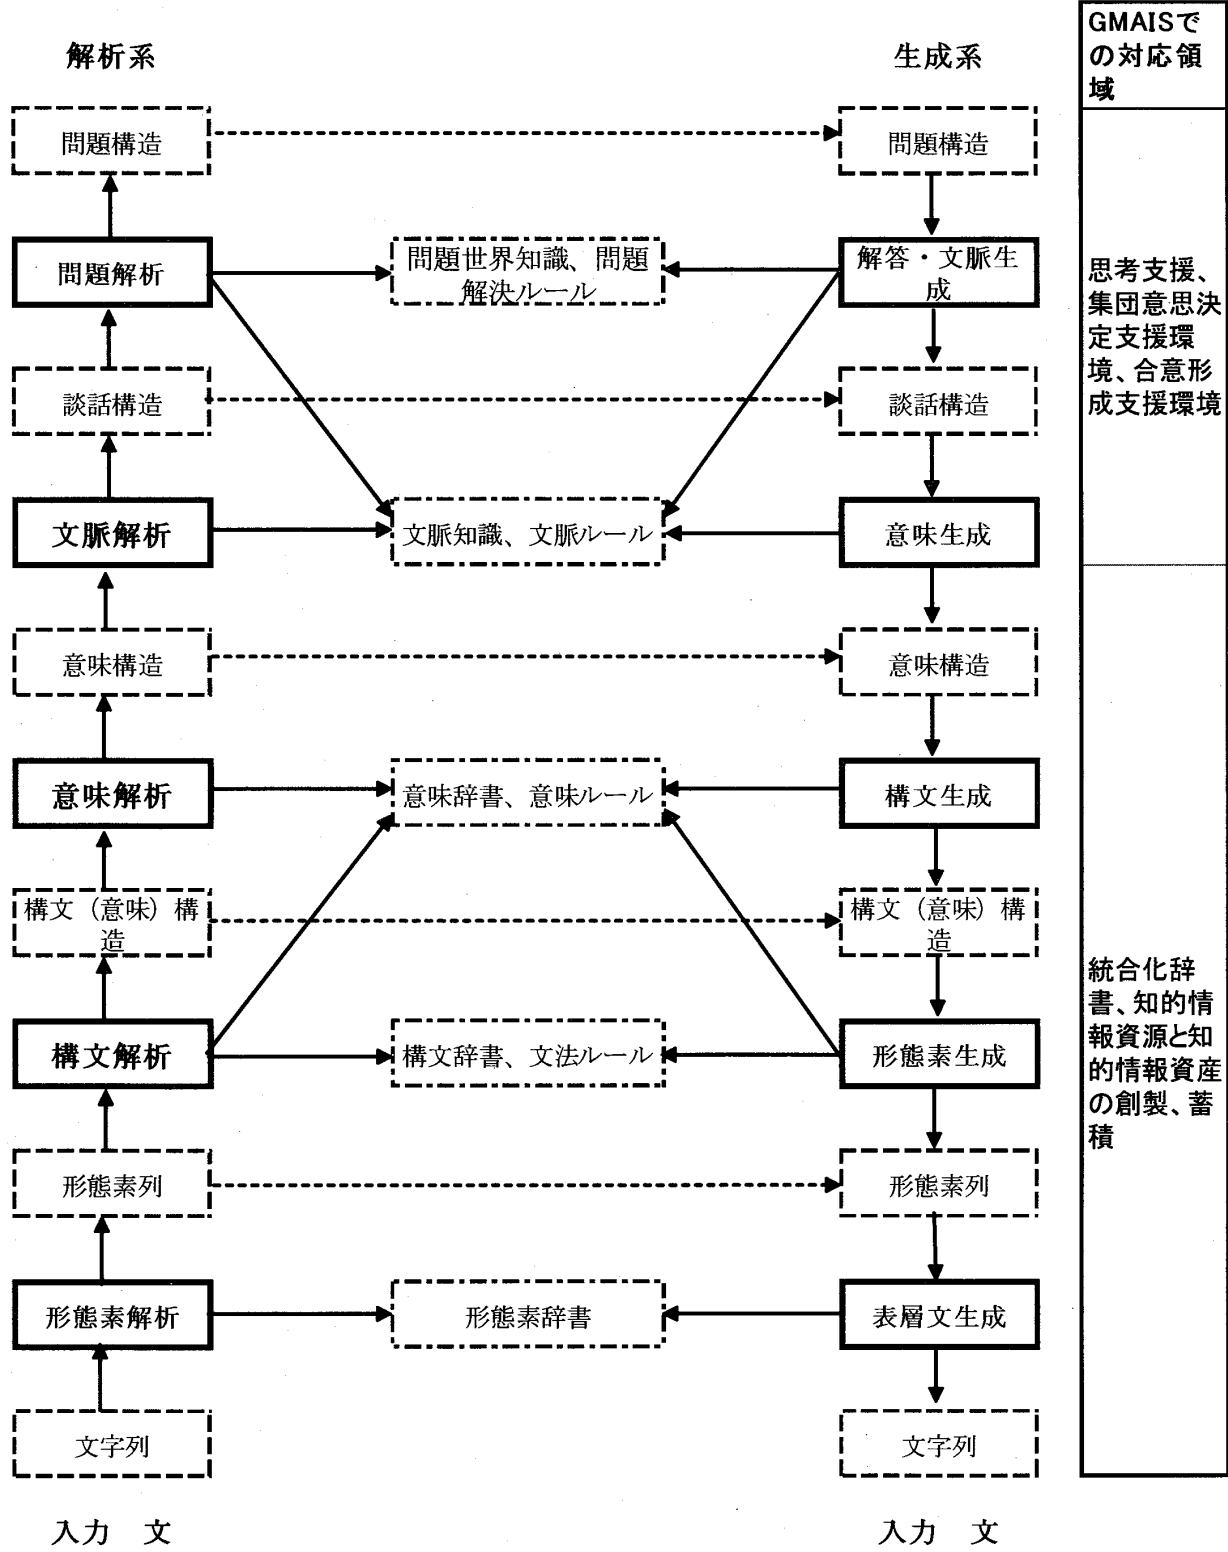 解析系
生成系
GMAISで
の対応領
域
問題構造
問題構造
問題解析
問題世界知識、問題
解決ルール
解答・文脈生
成
思考支援、
集団意思決
定支援環
境、合意形
成支援環境
談話構造
談話構造
文脈解析
文脈知識、文脈ルール
意味生成
意味構造
意味構造
意味解析
意味辞書、意味ルール
構文生成
構文（意味）構
造
構文（意味）構
造
統合化辞
書、知的情
報資源と知
的情報資産
の創製、蓄
積
構文解析
構文辞書、文法ルール
形態素生成
形態素列
形態素列
形態素解析
形態素辞書
表層文生成
文字列
文字列
入力　文
入力　文